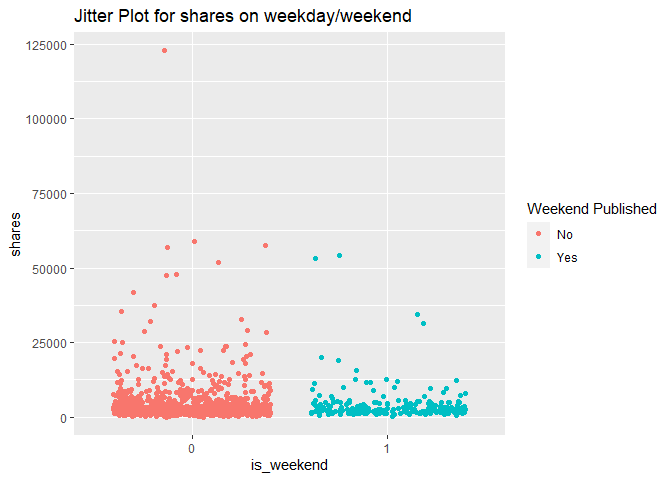 Jitter Plot for shares on weekday/weekend
125000
100000
75000
50000
25000
0
shares
0
1
is_weekend
Weekend Published
No
Yes